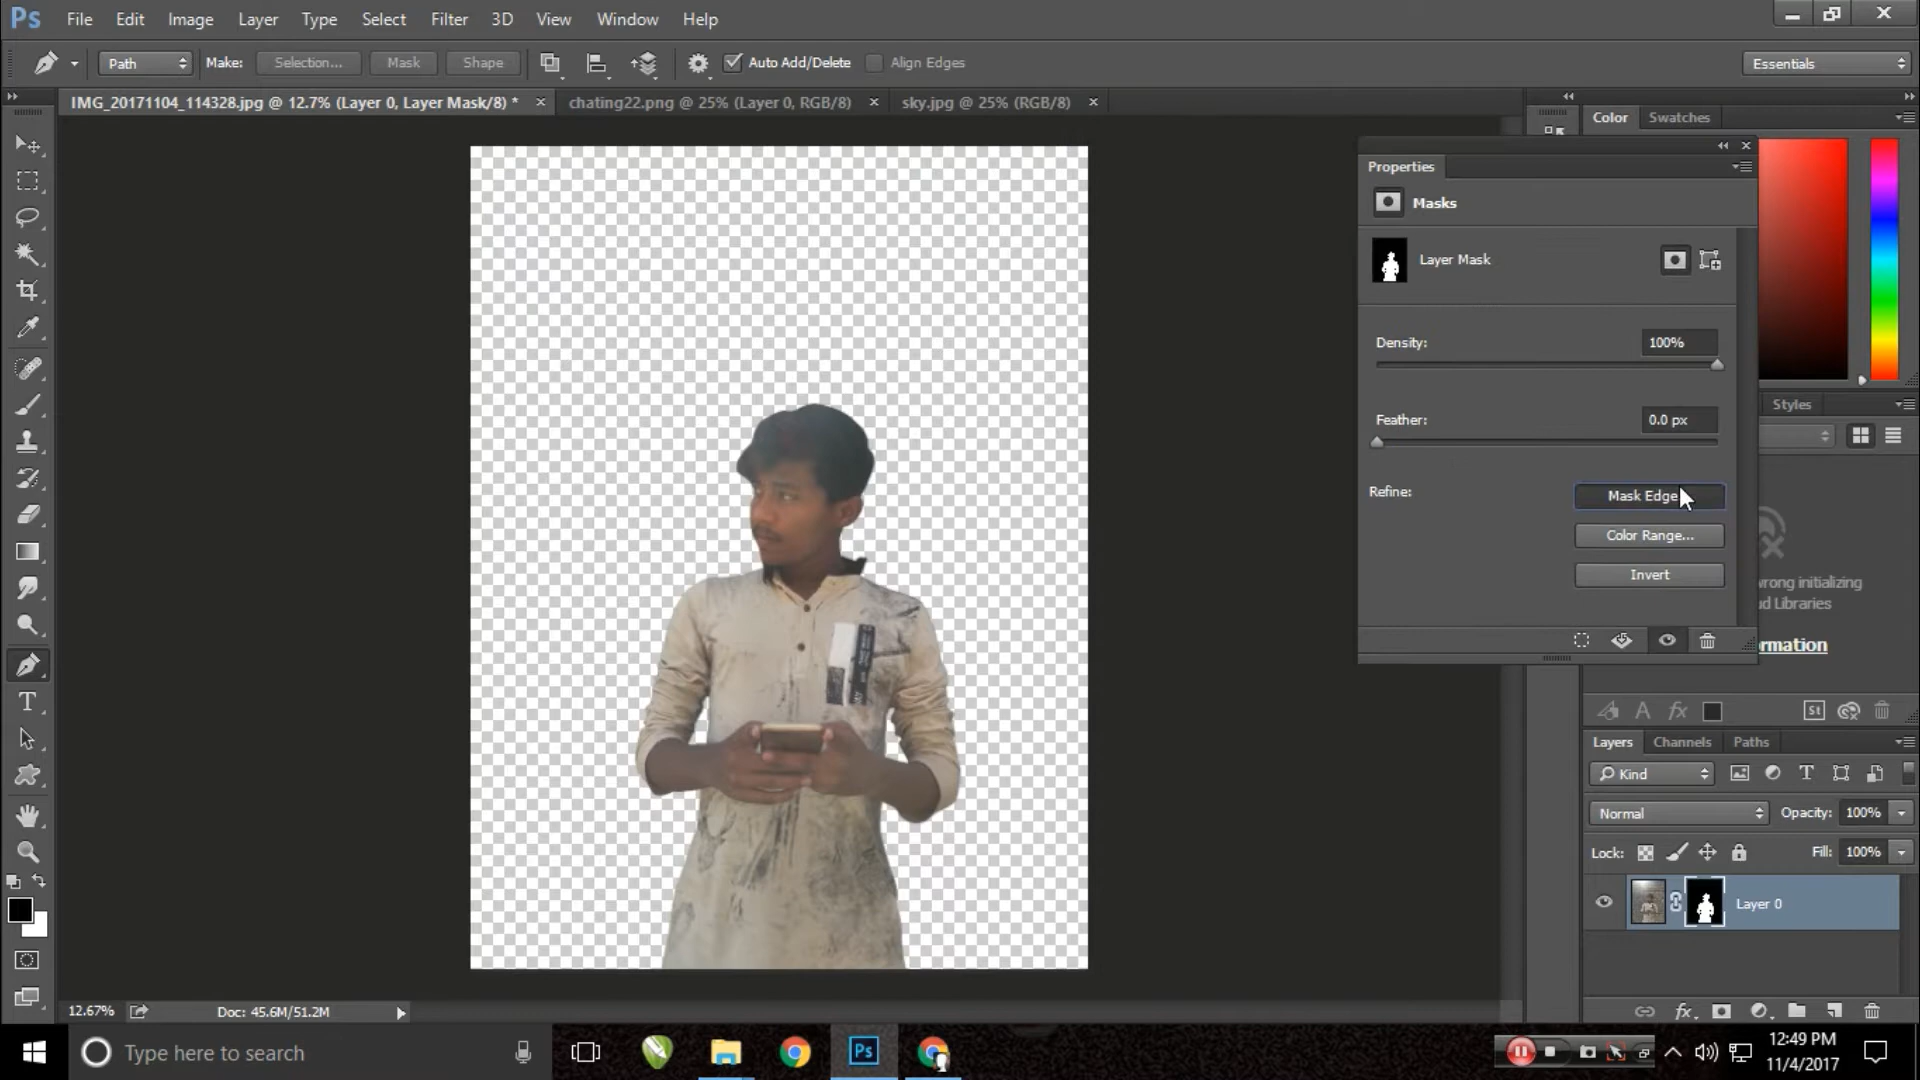 Ps File Edit Image Layer Type Select Filter 3D View Window Help
Path Make: Selection... Mask Shape Auto Add/Delete Align Edges Essentials
IMG_20171104_114328.jpg @ 12.7% (Layer 0, Layer Mask/8) * × chating22.png @ 25% (Layer 0, RGB/8) × sky.jpg @ 25% (RGB/8) ×
Color Swatches
Properties
Masks
Layer Mask
Density: 100%
Styles
Feather: 0.0 px
Refine: Mask Edge
Color Range...
Invert
wrong initializing
ud Libraries
rmation
St
Layers Channels Paths
Kind
Normal Opacity: 100%
Lock: Fill: 100%
Layer 0
12.67% Doc: 45.6M/51.2M
Type here to search
Ps
12:49 PM
11/4/2017